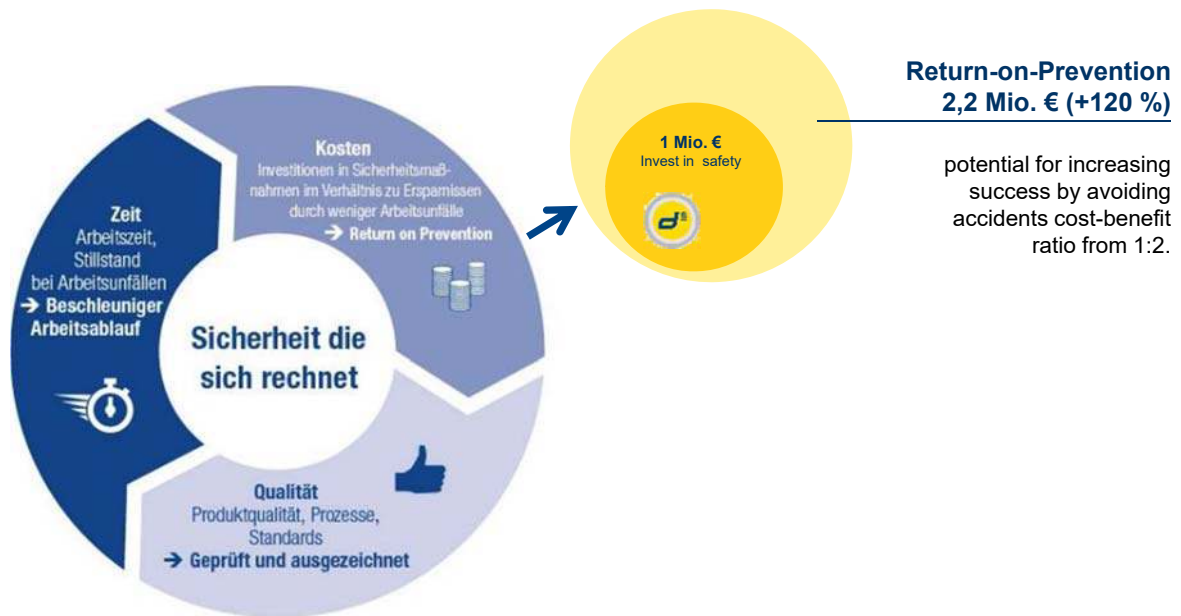 Kosten
Investitionen in Sicherheitsmaß-
nahmen im Verhältnis zu Ersparnissen
durch weniger Arbeitsunfälle
→ Return on Prevention
Zeit
Arbeitszeit,
Stillstand
bei Arbeitsunfällen
→ Beschleuniger
Arbeitsablauf
Sicherheit die
sich rechnet
Qualität
Produktqualität, Prozesse,
Standards
→ Geprüft und ausgezeichnet
1 Mio. €
Invest in safety
Return-on-Prevention
2,2 Mio. € (+120 %)
potential for increasing
success by avoiding
accidents cost-benefit
ratio from 1:2.